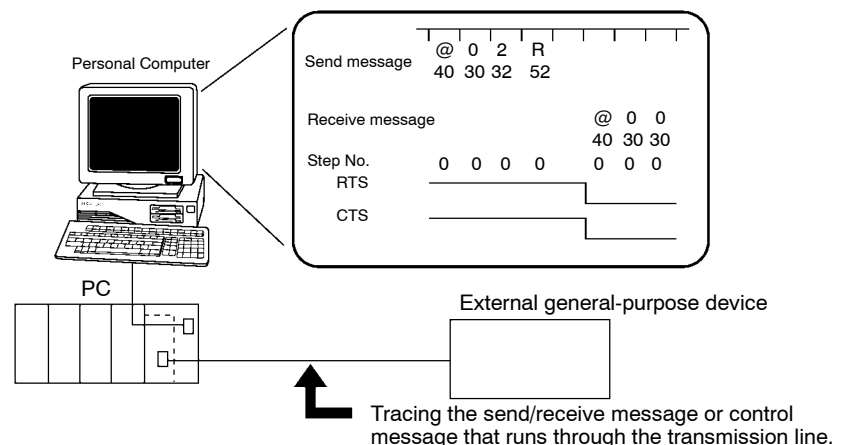 Personal Computer
Send message @ 0 2 R
40 30 32 52
Receive message @ 0 0
40 30 30
Step No. 0 0 0 0 0 0 0
RTS
CTS
PC
External general-purpose device
Tracing the send/receive message or control
message that runs through the transmission line.